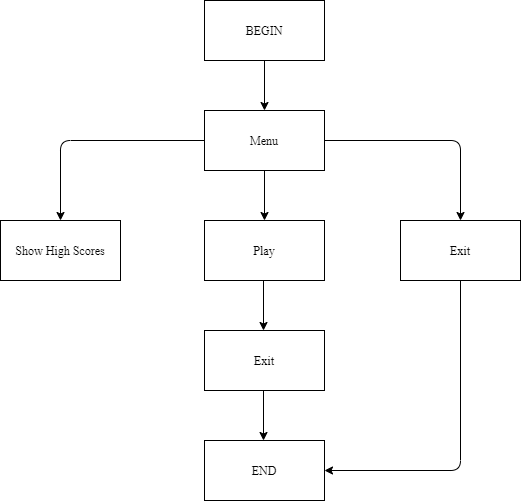 BEGIN
Menu
Show High Scores
Play
Exit
Exit
END